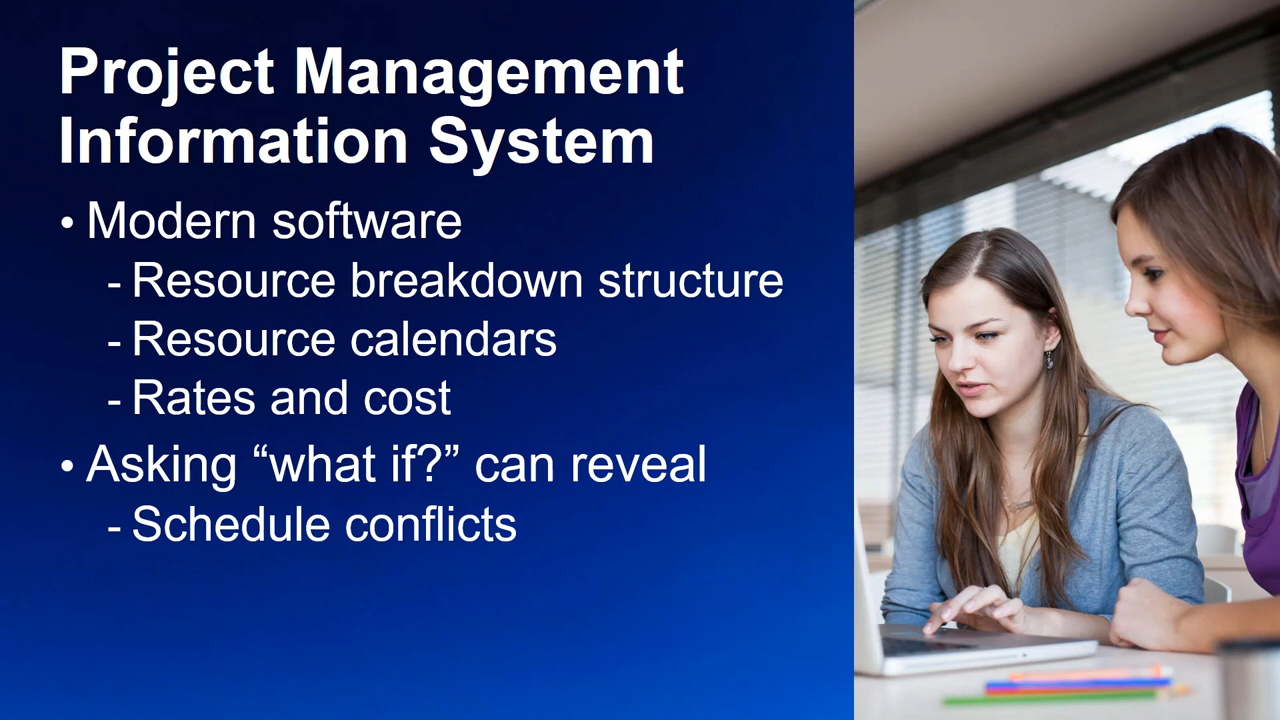 Project Management
Information System
• Modern software
- Resource breakdown structure
- Resource calendars
- Rates and cost
• Asking “what if?” can reveal
- Schedule conflicts